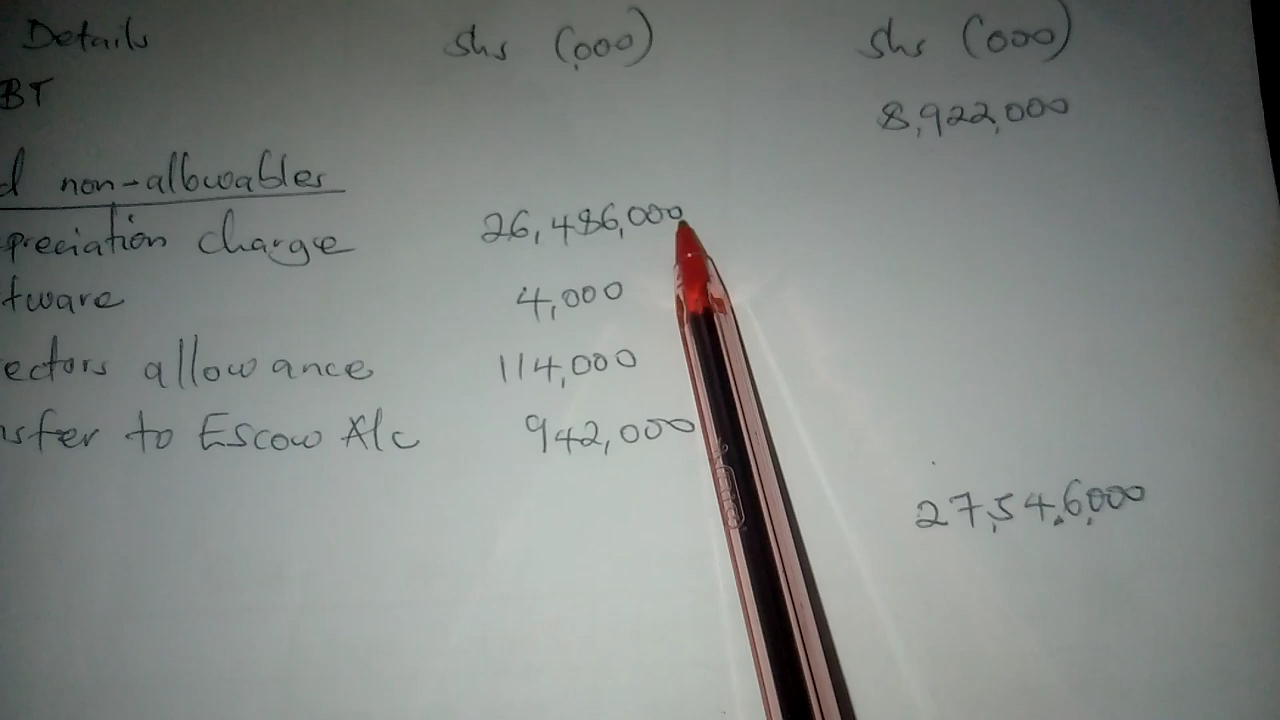 Details shs (,000) shs (000)
BT
8,922,000
d non-allowables
preciation charge 26,486,000
tware 4,000
ectors allowance 114,000
nsfer to Escow A/c 942,000
27,546,000